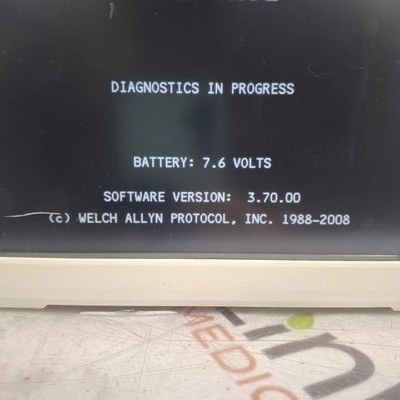 DIAGNOSTICS IN PROGRESS
BATTERY: 7.6 VOLTS
SOFTWARE VERSION: 3.70.00
(c) WELCH ALLYN PROTOCOL, INC. 1988-2008